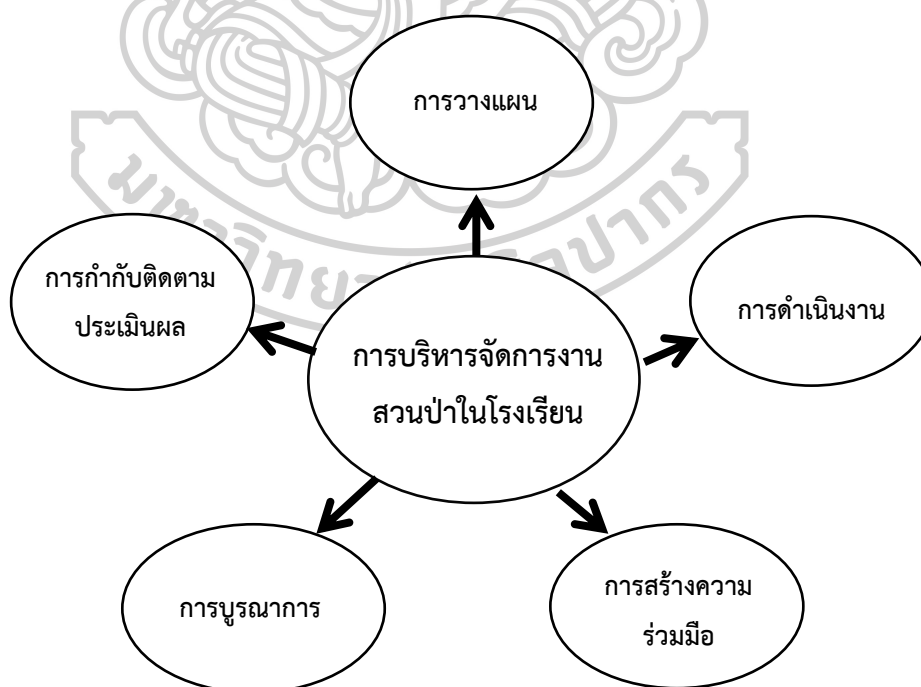 การวางแผน
การกำกับติดตาม
ประเมินผล
การดำเนินงาน
การบริหารจัดการงาน
สวนป่าในโรงเรียน
การบูรณาการ
การสร้างความ
ร่วมมือ